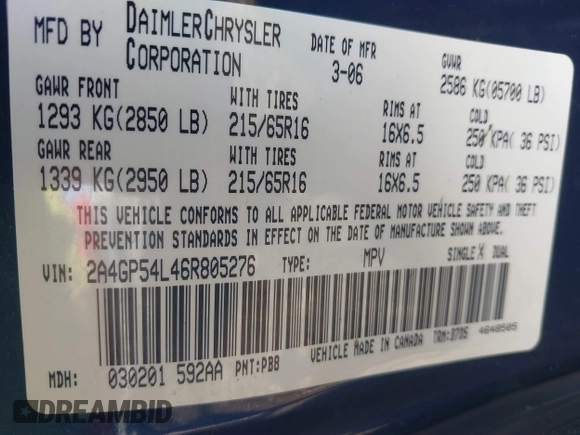 MFD BY DAIMLERCHRYSLER CORPORATION
DATE OF MFR 3-06
GVWR 2586 KG(05700 LB)
GAWR FRONT WITH TIRES RIMS AT COLD
1293 KG(2850 LB) 215/65R16 16X6.5 250 KPA( 36 PSI)
GAWR REAR WITH TIRES RIMS AT COLD
1339 KG(2950 LB) 215/65R16 16X6.5 250 KPA( 36 PSI)
THIS VEHICLE CONFORMS TO ALL APPLICABLE FEDERAL MOTOR VEHICLE SAFETY AND THEFT
PREVENTION STANDARDS IN EFFECT ON THE DATE OF MANUFACTURE SHOWN ABOVE.
VIN: 2A4GP54L46R805276 TYPE: MPV SINGLE X DUAL
VEHICLE MADE IN CANADA TRM:B7D5 4648505
MDH: 030201 592AA PNT:PB8
DREAMBID